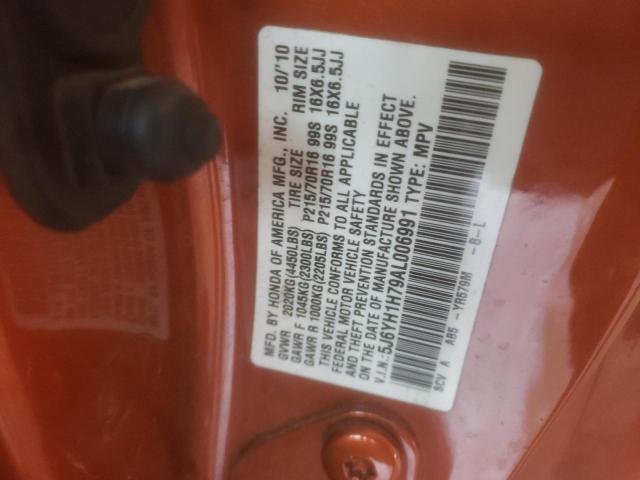 MFD. BY HONDA OF AMERICA MFG., INC. 10/'10
GVWR 2020KG(4450LBS) TIRE SIZE RIM SIZE
GAWR F 1045KG(2300LBS) P215/70R16 99S 16X6.5JJ
GAWR R 1000KG(2205LBS) P215/70R16 99S 16X6.5JJ
THIS VEHICLE CONFORMS TO ALL APPLICABLE
FEDERAL MOTOR VEHICLE SAFETY
AND THEFT PREVENTION STANDARDS IN EFFECT
ON THE DATE OF MANUFACTURE SHOWN ABOVE.
V.I.N.:5J6YH1H79AL006991 TYPE: MPV
SCV A AB5 -YR579M -B-L